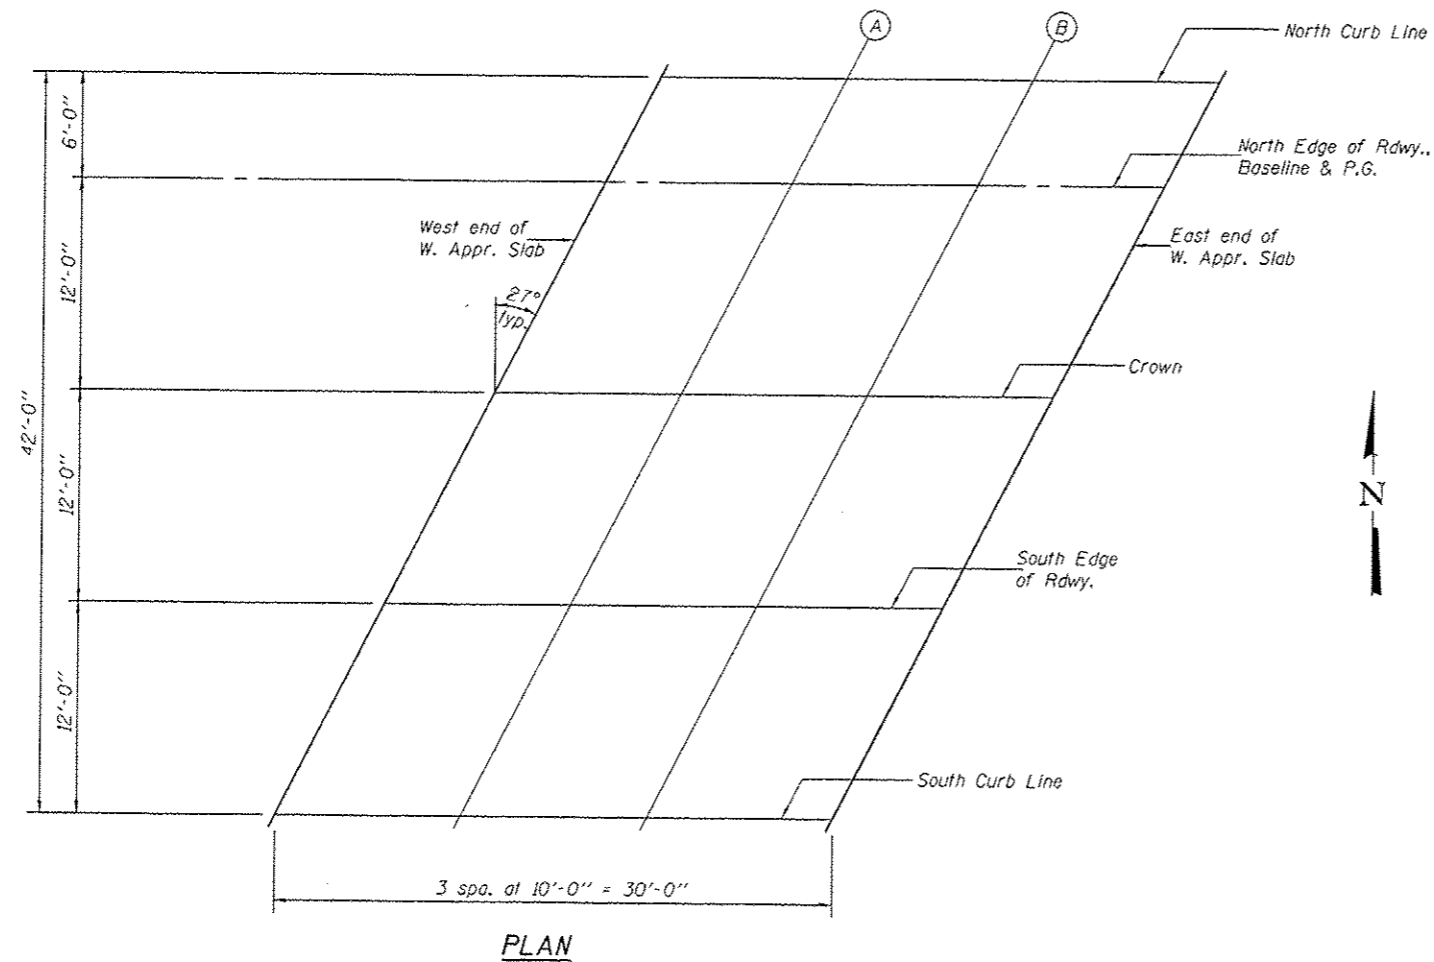 A
B
North Curb Line
6'-0"
North Edge of Rdwy.,
Baseline & P.G.
West end of
W. Appr. Slab
East end of
W. Appr. Slab
12'-0"
27°
typ.
Crown
42'-0"
12'-0"
N
South Edge
of Rdwy.
12'-0"
South Curb Line
3 spa. at 10'-0" = 30'-0"
PLAN